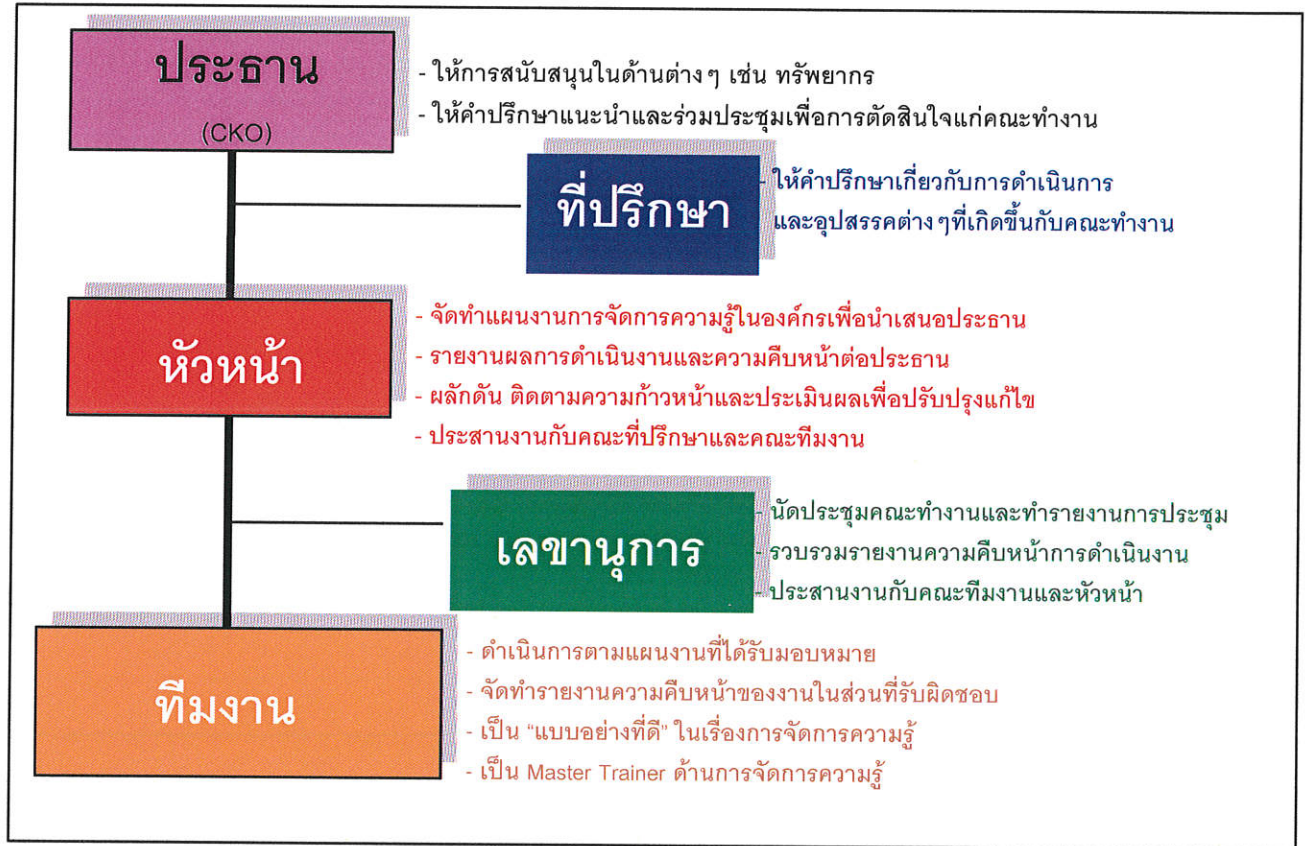 ประธาน
(CKO)
- ให้การสนับสนุนในด้านต่างๆ เช่น ทรัพยากร
- ให้คำปรึกษาแนะนำและร่วมประชุมเพื่อการตัดสินใจแก่คณะทำงาน
ที่ปรึกษา
- ให้คำปรึกษาเกี่ยวกับการดำเนินการ
และอุปสรรคต่างๆที่เกิดขึ้นกับคณะทำงาน
หัวหน้า
- จัดทำแผนงานการจัดการความรู้ในองค์กรเพื่อนำเสนอประธาน
- รายงานผลการดำเนินงานและความคืบหน้าต่อประธาน
- ผลักดัน ติดตามความก้าวหน้าและประเมินผลเพื่อปรับปรุงแก้ไข
- ประสานงานกับคณะที่ปรึกษาและคณะทีมงาน
เลขานุการ
- นัดประชุมคณะทำงานและทำรายงานการประชุม
- รวบรวมรายงานความคืบหน้าการดำเนินงาน
- ประสานงานกับคณะทีมงานและหัวหน้า
ทีมงาน
- ดำเนินการตามแผนงานที่ได้รับมอบหมาย
- จัดทำรายงานความคืบหน้าของงานในส่วนที่รับผิดชอบ
- เป็น “แบบอย่างที่ดี” ในเรื่องการจัดการความรู้
- เป็น Master Trainer ด้านการจัดการความรู้